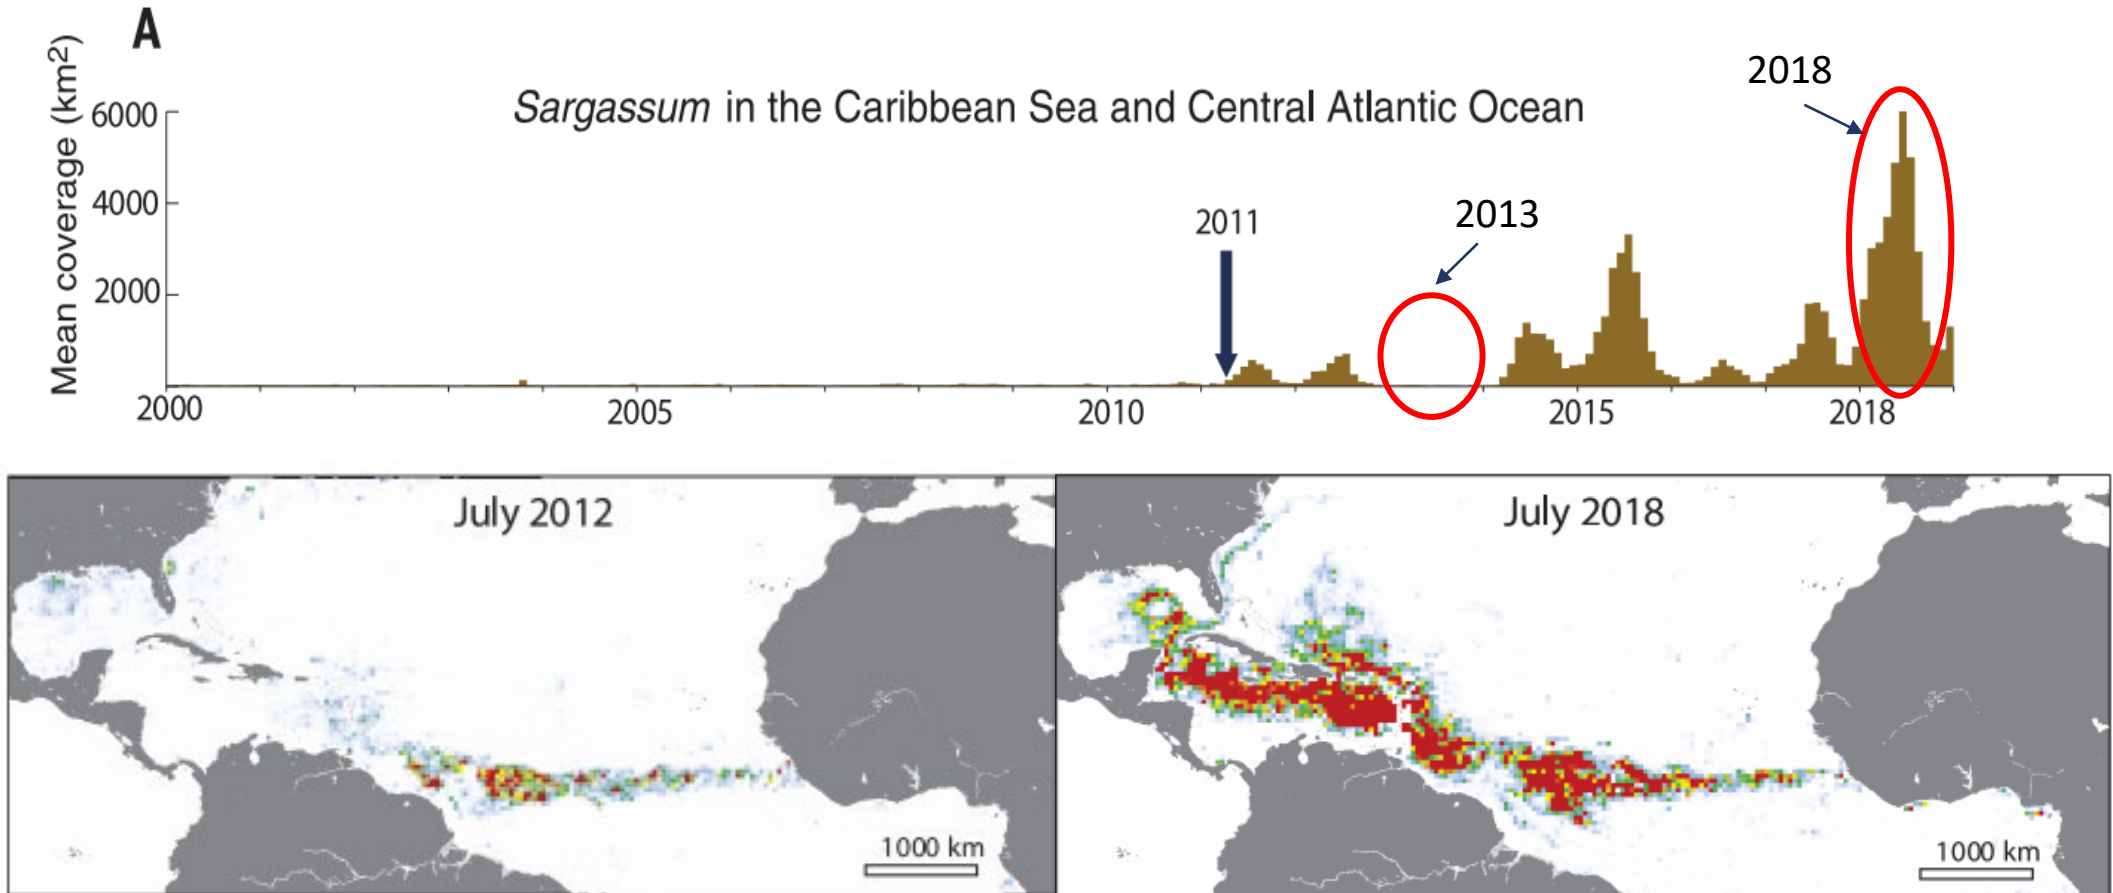 A
Mean coverage (km²)
Sargassum in the Caribbean Sea and Central Atlantic Ocean
6000
4000
2000
2011
2013
2018
2000
2005
2010
2015
2018
July 2012
1000 km
July 2018
1000 km